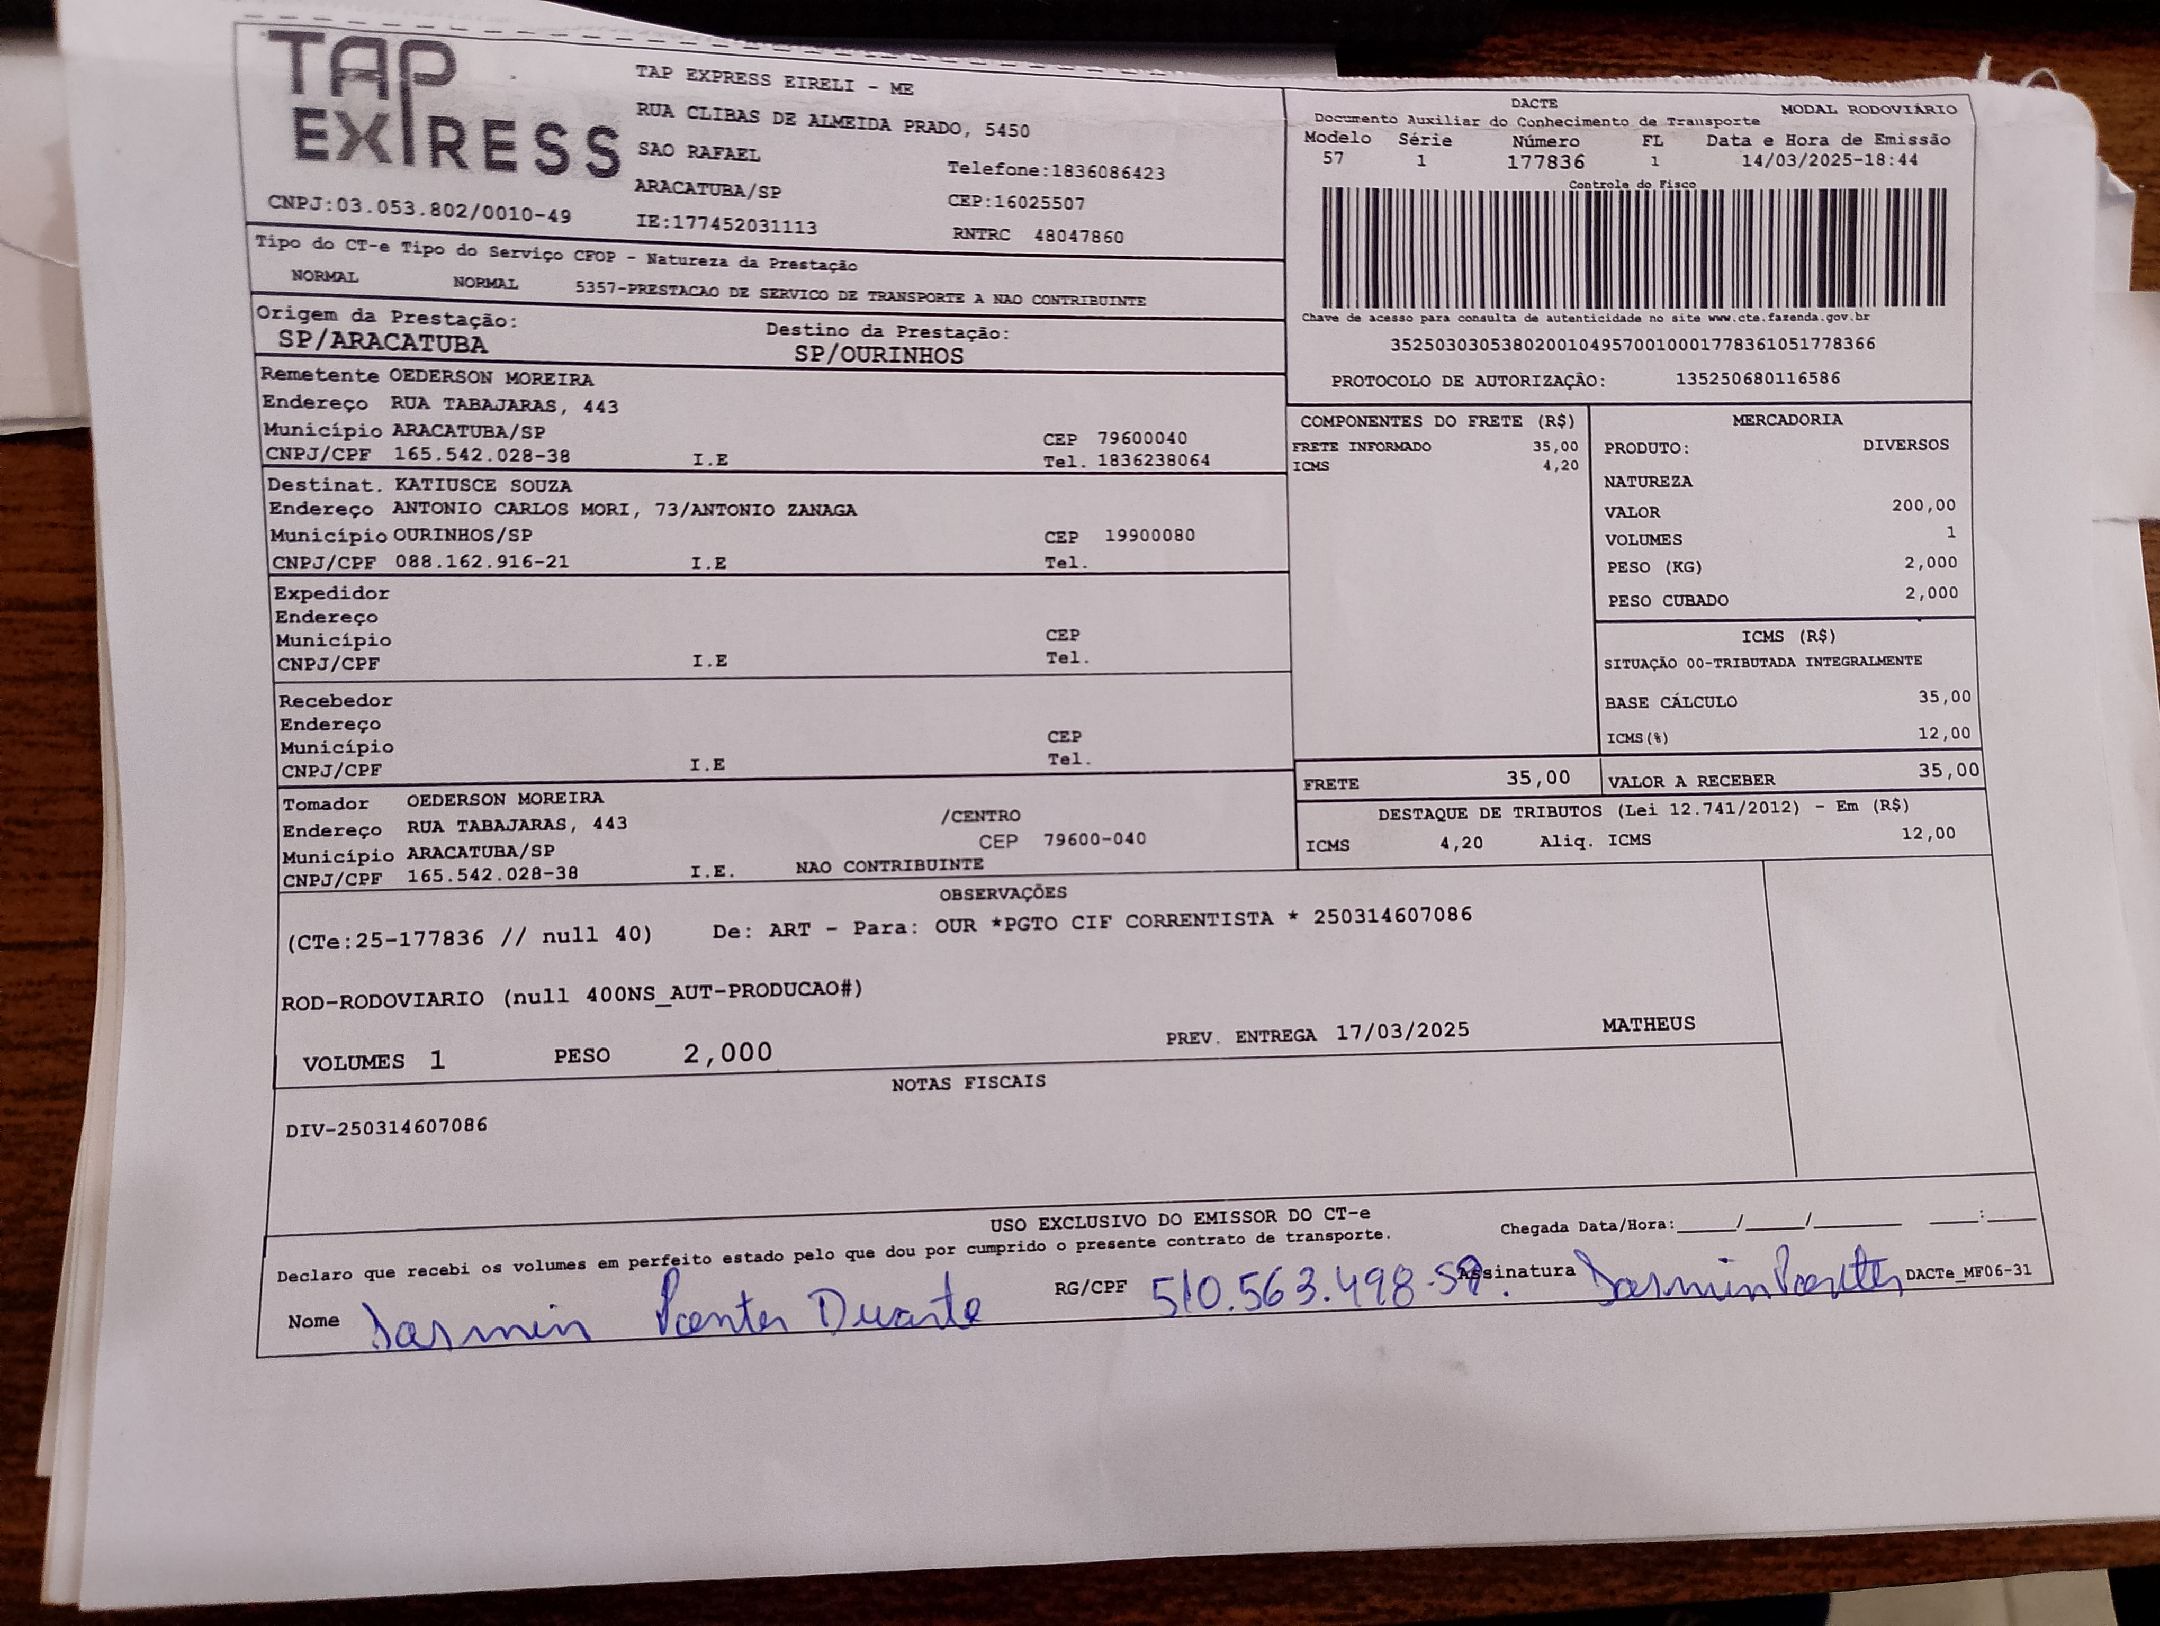 TAP
EXPRESS
CNPJ:03.053.802/0010-49
TAP EXPRESS EIRELI - ME
RUA CLIBAS DE ALMEIDA PRADO, 5450
SAO RAFAEL
Telefone:1836086423
ARACATUBA/SP
CEP:16025507
IE:177452031113
RNTRC 48047860
DACTE
MODAL RODOVIÁRIO
Documento Auxiliar do Conhecimento de Transporte
Modelo Série Número FL Data e Hora de Emissão
57 1 177836 1 14/03/2025-18:44
Controle do Fisco
Chave de acesso para consulta de autenticidade no site www.cte.fazenda.gov.br
35250303053802001049570010001778361051778366
PROTOCOLO DE AUTORIZAÇÃO: 135250680116586
Tipo do CT-e Tipo do Serviço CFOP - Natureza da Prestação
NORMAL NORMAL 5357-PRESTACAO DE SERVICO DE TRANSPORTE A NAO CONTRIBUINTE
Origem da Prestação: Destino da Prestação:
SP/ARACATUBA SP/OURINHOS
Remetente OEDERSON MOREIRA
Endereço RUA TABAJARAS, 443
Município ARACATUBA/SP CEP 79600040
CNPJ/CPF 165.542.028-38 I.E Tel. 1836238064
Destinat. KATIUSCE SOUZA
Endereço ANTONIO CARLOS MORI, 73/ANTONIO ZANAGA
Município OURINHOS/SP CEP 19900080
CNPJ/CPF 088.162.916-21 I.E Tel.
Expedidor
Endereço
Município CEP
CNPJ/CPF I.E Tel.
Recebedor
Endereço
Município CEP
CNPJ/CPF I.E Tel.
Tomador OEDERSON MOREIRA
Endereço RUA TABAJARAS, 443 /CENTRO
Município ARACATUBA/SP CEP 79600-040
CNPJ/CPF 165.542.028-38 I.E. NAO CONTRIBUINTE
COMPONENTES DO FRETE (R$)
FRETE INFORMADO 35,00
ICMS 4,20
MERCADORIA
PRODUTO: DIVERSOS
NATUREZA
VALOR 200,00
VOLUMES 1
PESO (KG) 2,000
PESO CUBADO 2,000
ICMS (R$)
SITUAÇÃO 00-TRIBUTADA INTEGRALMENTE
BASE CÁLCULO 35,00
ICMS(%) 12,00
FRETE 35,00 VALOR A RECEBER 35,00
DESTAQUE DE TRIBUTOS (Lei 12.741/2012) - Em (R$)
ICMS 4,20 Aliq. ICMS 12,00
OBSERVAÇÕES
(CTe:25-177836 // null 40) De: ART - Para: OUR *PGTO CIF CORRENTISTA * 250314607086
ROD-RODOVIARIO (null 400NS_AUT-PRODUCAO#)
VOLUMES 1 PESO 2,000 PREV. ENTREGA 17/03/2025 MATHEUS
NOTAS FISCAIS
DIV-250314607086
USO EXCLUSIVO DO EMISSOR DO CT-e
Declaro que recebi os volumes em perfeito estado pelo que dou por cumprido o presente contrato de transporte.
Chegada Data/Hora:_____/_____/_______ ____:____
Nome Duarte RG/CPF 510.563.498-58. Assinatura DACTe_MF06-31